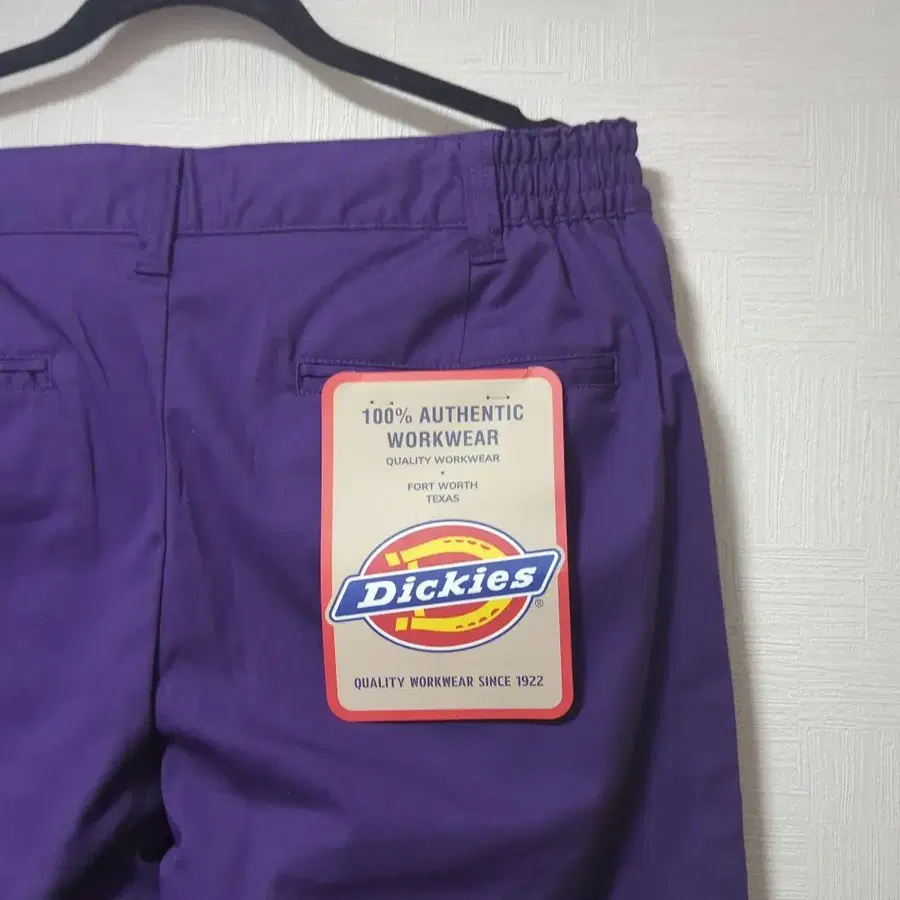 100% AUTHENTIC
WORKWEAR
QUALITY WORKWEAR
•
FORT WORTH
TEXAS
Dickies®
QUALITY WORKWEAR SINCE 1922